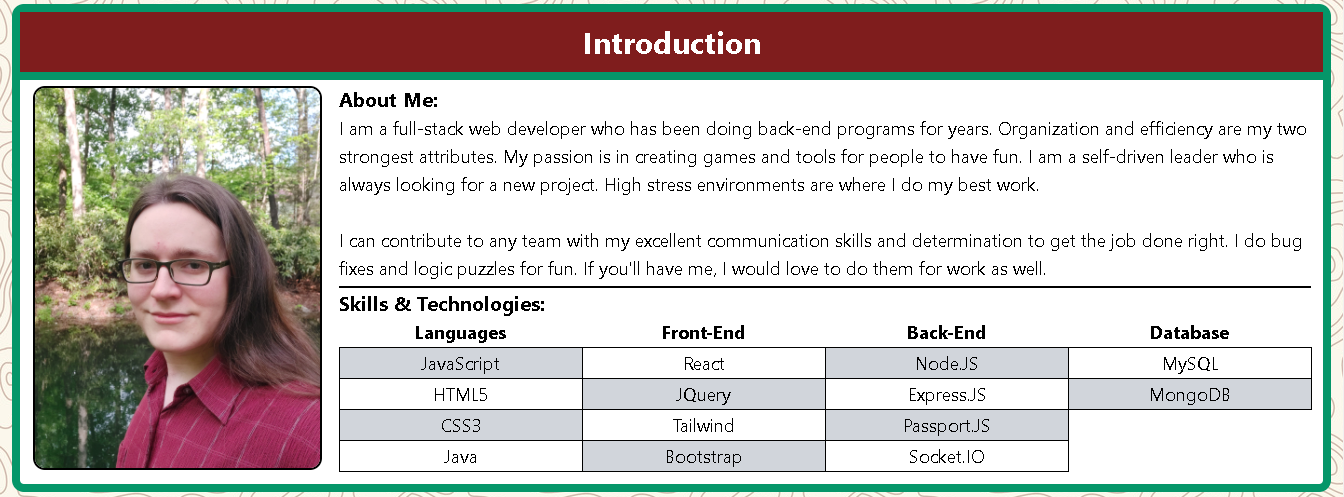 Introduction
About Me:
I am a full-stack web developer who has been doing back-end programs for years. Organization and efficiency are my two
strongest attributes. My passion is in creating games and tools for people to have fun. I am a self-driven leader who is
always looking for a new project. High stress environments are where I do my best work.
I can contribute to any team with my excellent communication skills and determination to get the job done right. I do bug
fixes and logic puzzles for fun. If you'll have me, I would love to do them for work as well.
Skills & Technologies:
Languages Front-End Back-End Database
JavaScript React Node.JS MySQL
HTML5 JQuery Express.JS MongoDB
CSS3 Tailwind Passport.JS
Java Bootstrap Socket.IO